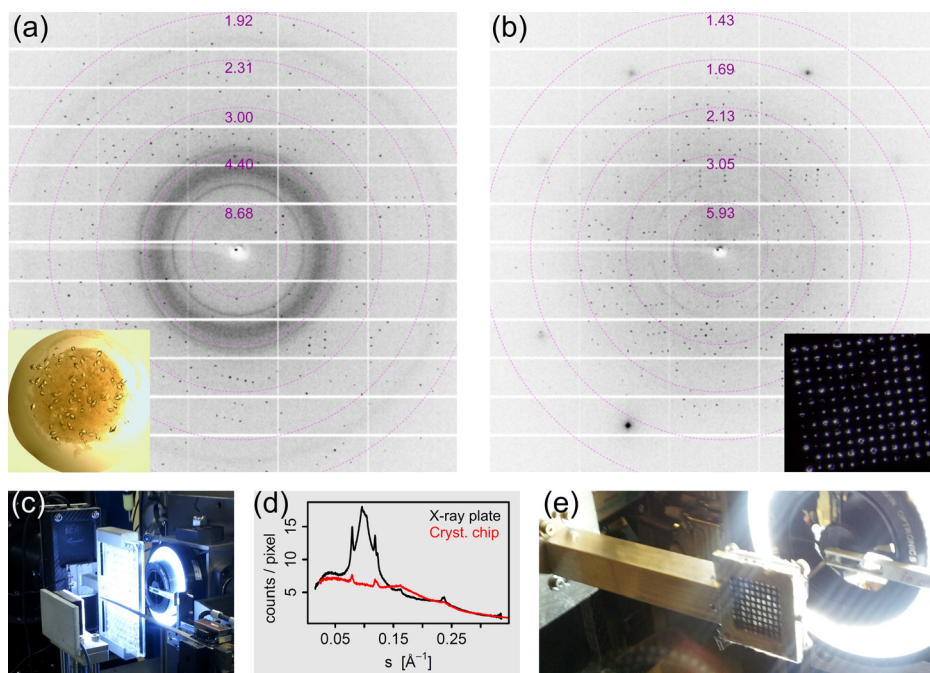 (a)
1.92
2.31
3.00
4.40
8.68
(b)
1.43
1.69
2.13
3.05
5.93
(c)
(d)
X-ray plate
Cryst. chip
counts / pixel
15
10
5
0.05
0.15
0.25
s [Å⁻¹]
(e)